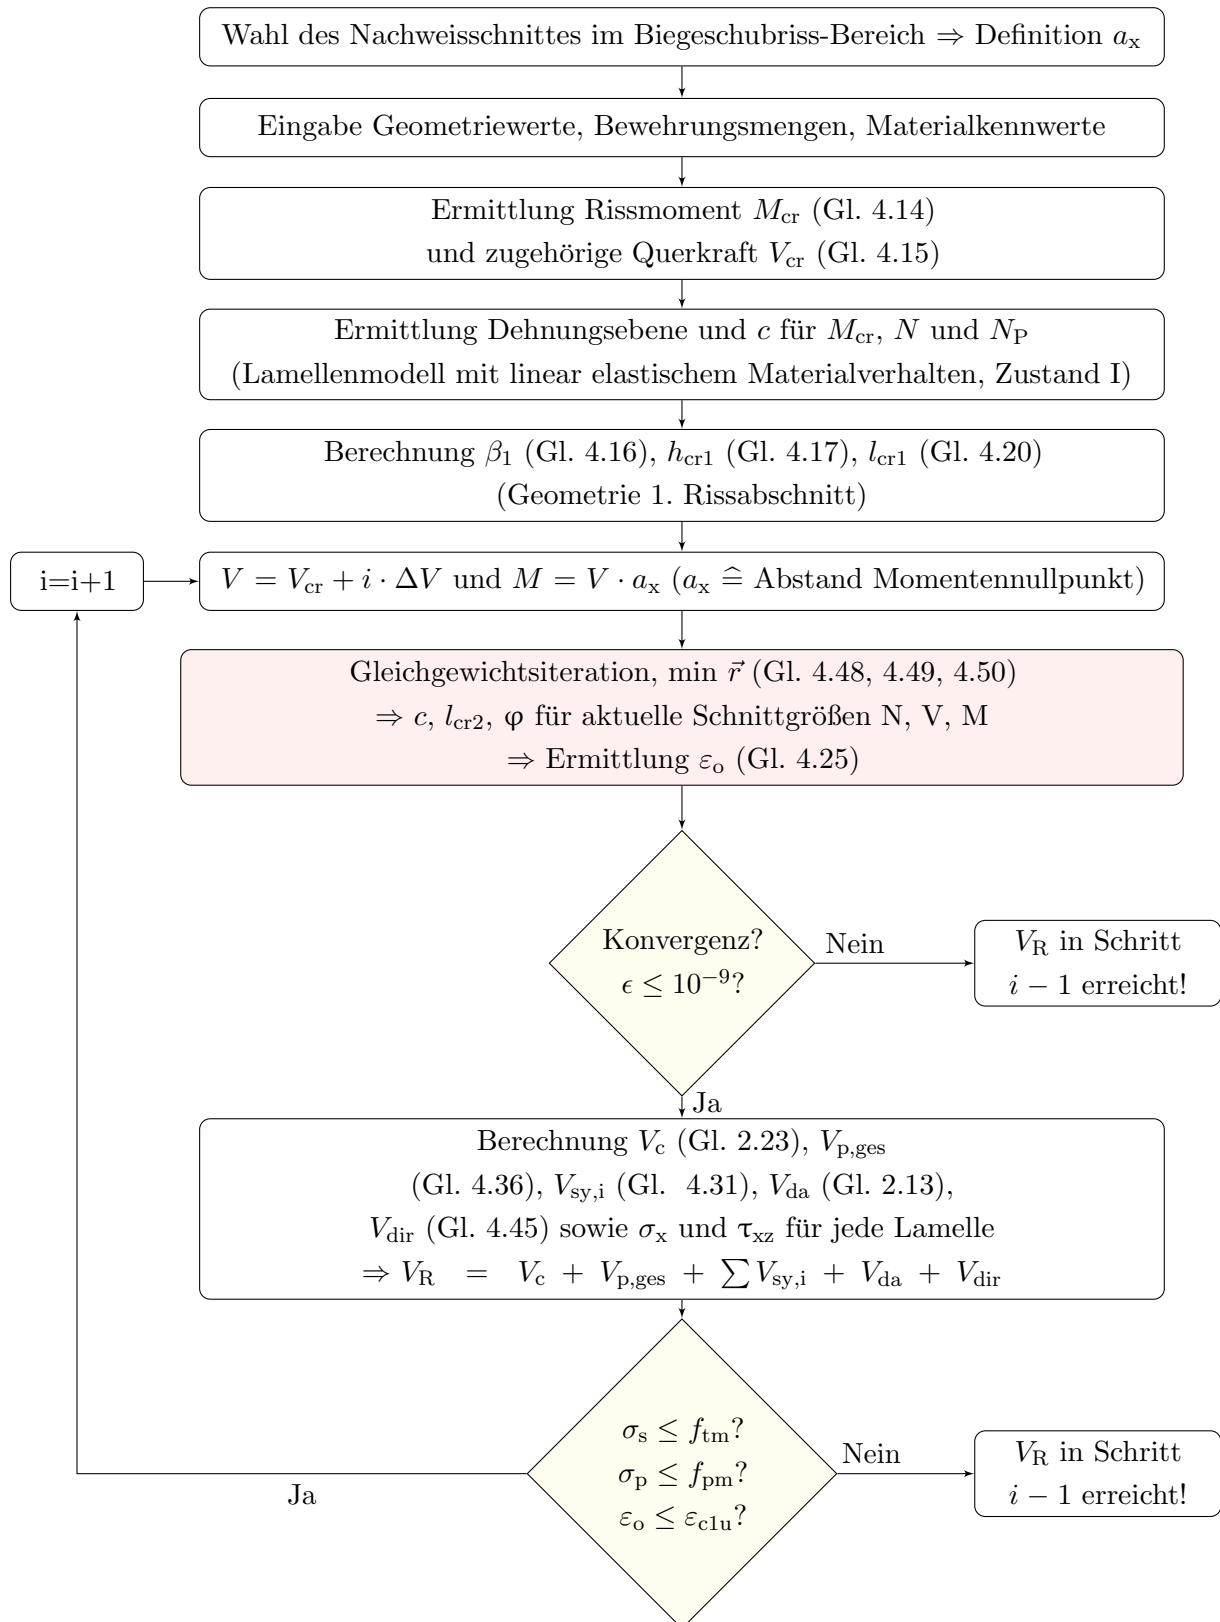 Wahl des Nachweisschnittes im Biegeschubriss-Bereich ⇒ Definition a_x
Eingabe Geometriewerte, Bewehrungsmengen, Materialkennwerte
Ermittlung Rissmoment M_cr (Gl. 4.14)
und zugehörige Querkraft V_cr (Gl. 4.15)
Ermittlung Dehnungsebene und c für M_cr, N und N_P
(Lamellenmodell mit linear elastischem Materialverhalten, Zustand I)
Berechnung β_1 (Gl. 4.16), h_cr1 (Gl. 4.17), l_cr1 (Gl. 4.20)
(Geometrie 1. Rissabschnitt)
i=i+1
V = V_cr + i · ΔV und M = V · a_x (a_x ≘ Abstand Momentennullpunkt)
Gleichgewichtsiteration, min r⃗ (Gl. 4.48, 4.49, 4.50)
⇒ c, l_cr2, φ für aktuelle Schnittgrößen N, V, M
⇒ Ermittlung ε_o (Gl. 4.25)
Konvergenz?
ϵ ≤ 10^−9?
Nein
V_R in Schritt
i − 1 erreicht!
Ja
Berechnung V_c (Gl. 2.23), V_p,ges
(Gl. 4.36), V_sy,i (Gl. 4.31), V_da (Gl. 2.13),
V_dir (Gl. 4.45) sowie σ_x und τ_xz für jede Lamelle
⇒ V_R = V_c + V_p,ges + ∑ V_sy,i + V_da + V_dir
σ_s ≤ f_tm?
σ_p ≤ f_pm?
ε_o ≤ ε_c1u?
Nein
V_R in Schritt
i − 1 erreicht!
Ja